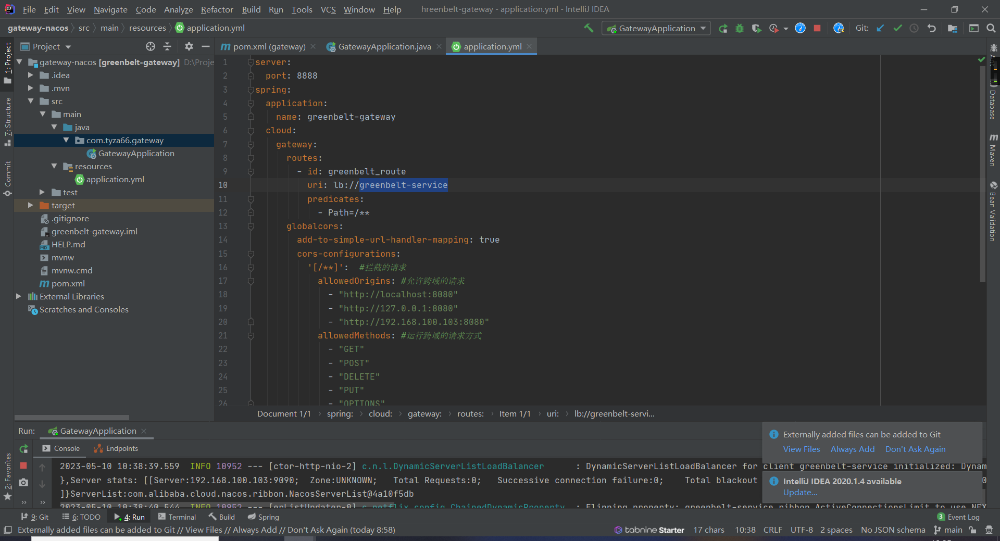 File Edit View Navigate Code Analyze Refactor Build Run Tools VCS Window Help hreenbelt-gateway - application.yml - IntelliJ IDEA
gateway-nacos src main resources application.yml GatewayApplication Git:
Project
pom.xml (gateway) GatewayApplication.java application.yml
1: Project
7: Structure
Commit
2: Favorites
gateway-nacos [greenbelt-gateway] D:\Proje
.idea
.mvn
src
main
java
com.tyza66.gateway
GatewayApplication
resources
application.yml
test
target
.gitignore
greenbelt-gateway.iml
HELP.md
mvnw
mvnw.cmd
pom.xml
External Libraries
Scratches and Consoles
1 server:
2 port: 8888
3 spring:
4 application:
5 name: greenbelt-gateway
6 cloud:
7 gateway:
8 routes:
9 - id: greenbelt_route
10 uri: lb://greenbelt-service
11 predicates:
12 - Path=/**
13 globalcors:
14 add-to-simple-url-handler-mapping: true
15 cors-configurations:
16 '[/**]': #拦截的请求
17 allowedOrigins: #允许跨域的请求
18 - "http://localhost:8080"
19 - "http://127.0.0.1:8080"
20 - "http://192.168.100.103:8080"
21 allowedMethods: #运行跨域的请求方式
22 - "GET"
23 - "POST"
24 - "DELETE"
25 - "PUT"
26 - "OPTIONS"
Database
Maven
Bean Validation
Document 1/1 spring: cloud: gateway: routes: Item 1/1 uri: lb://greenbelt-servi...
Run: GatewayApplication
Console Endpoints
2023-05-10 10:38:39.559 INFO 10952 --- [ctor-http-nio-2] c.n.l.DynamicServerListLoadBalancer : DynamicServerListLoadBalancer for client greenbelt-service initialized: Dynam
},Server stats: [[Server:192.168.100.103:9090; Zone:UNKNOWN; Total Requests:0; Successive connection failure:0; Total blackout
]}ServerList:com.alibaba.cloud.nacos.ribbon.NacosServerList@4a10f5db
2023-05-10 10:38:40.544 INFO 10952 --- [erListUpdater-0] c.netflix.config.ChainedDynamicProperty : Flipping property: greenbelt-service.ribbon.ActiveConnectionsLimit to use NEX
Externally added files can be added to Git
View Files Always Add Don't Ask Again
IntelliJ IDEA 2020.1.4 available
Update...
9: Git 6: TODO 4: Run Terminal Build Spring 3 Event Log
Externally added files can be added to Git // View Files // Always Add // Don't Ask Again (today 8:58) tabnine Starter 17 chars 10:38 CRLF UTF-8 2 spaces No JSON schema main